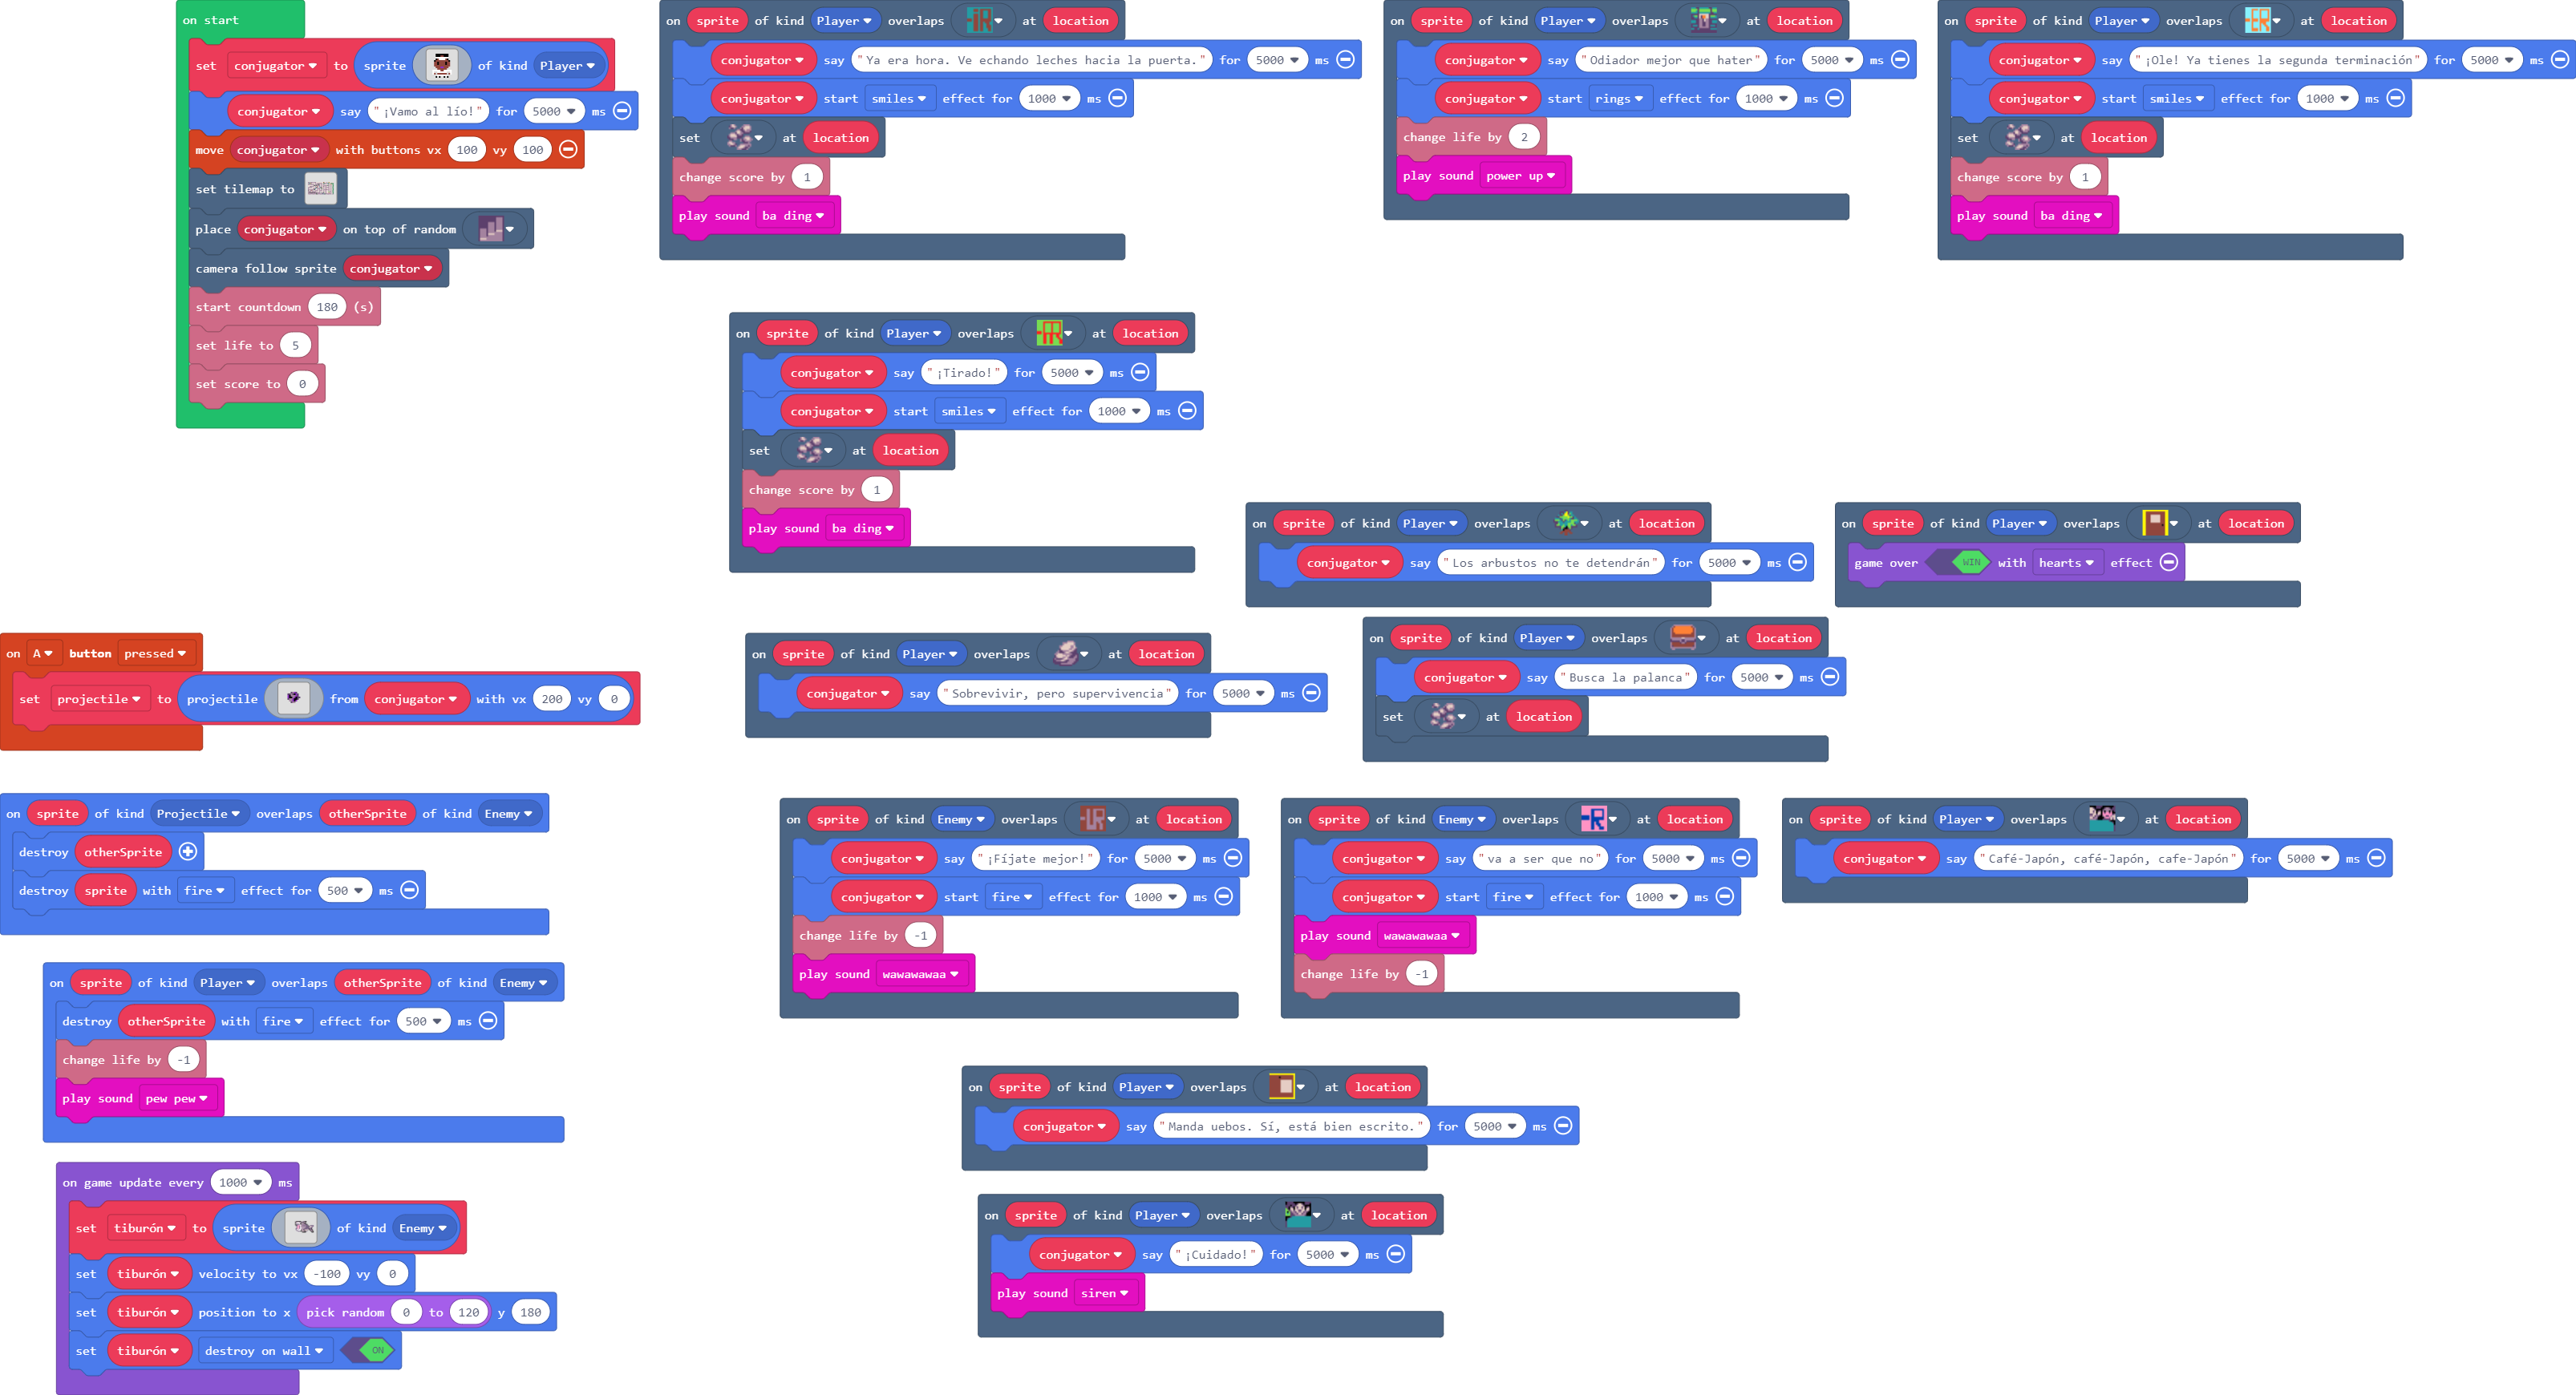 on start
set conjugator to sprite of kind Player
conjugator say "¡Vamo al lío!" for 5000 ms
move conjugator with buttons vx 100 vy 100
set tilemap to
place conjugator on top of random
camera follow sprite conjugator
start countdown 180 (s)
set life to 5
set score to 0
on sprite of kind Player overlaps -iR at location
conjugator say "Ya era hora. Ve echando leches hacia la puerta." for 5000 ms
conjugator start smiles effect for 1000 ms
set at location
change score by 1
play sound ba ding
on sprite of kind Player overlaps at location
conjugator say "Odiador mejor que hater" for 5000 ms
conjugator start rings effect for 1000 ms
change life by 2
play sound power up
on sprite of kind Player overlaps -ER at location
conjugator say "¡Ole! Ya tienes la segunda terminación" for 5000 ms
conjugator start smiles effect for 1000 ms
set at location
change score by 1
play sound ba ding
on sprite of kind Player overlaps -AR at location
conjugator say "¡Tirado!" for 5000 ms
conjugator start smiles effect for 1000 ms
set at location
change score by 1
play sound ba ding
on sprite of kind Player overlaps at location
conjugator say "Los arbustos no te detendrán" for 5000 ms
on sprite of kind Player overlaps at location
game over WIN with hearts effect
on A button pressed
set projectile to projectile from conjugator with vx 200 vy 0
on sprite of kind Player overlaps at location
conjugator say "Sobrevivir, pero supervivencia" for 5000 ms
on sprite of kind Player overlaps at location
conjugator say "Busca la palanca" for 5000 ms
set at location
on sprite of kind Projectile overlaps otherSprite of kind Enemy
destroy otherSprite
destroy sprite with fire effect for 500 ms
on sprite of kind Enemy overlaps -UR at location
conjugator say "¡Fíjate mejor!" for 5000 ms
conjugator start fire effect for 1000 ms
change life by -1
play sound wawawawaa
on sprite of kind Enemy overlaps -R at location
conjugator say "va a ser que no" for 5000 ms
conjugator start fire effect for 1000 ms
play sound wawawawaa
change life by -1
on sprite of kind Player overlaps at location
conjugator say "Café-Japón, café-Japón, cafe-Japón" for 5000 ms
on sprite of kind Player overlaps otherSprite of kind Enemy
destroy otherSprite with fire effect for 500 ms
change life by -1
play sound pew pew
on sprite of kind Player overlaps at location
conjugator say "Manda uebos. Sí, está bien escrito." for 5000 ms
on game update every 1000 ms
set tiburón to sprite of kind Enemy
set tiburón velocity to vx -100 vy 0
set tiburón position to x pick random 0 to 120 y 180
set tiburón destroy on wall ON
on sprite of kind Player overlaps at location
conjugator say "¡Cuidado!" for 5000 ms
play sound siren